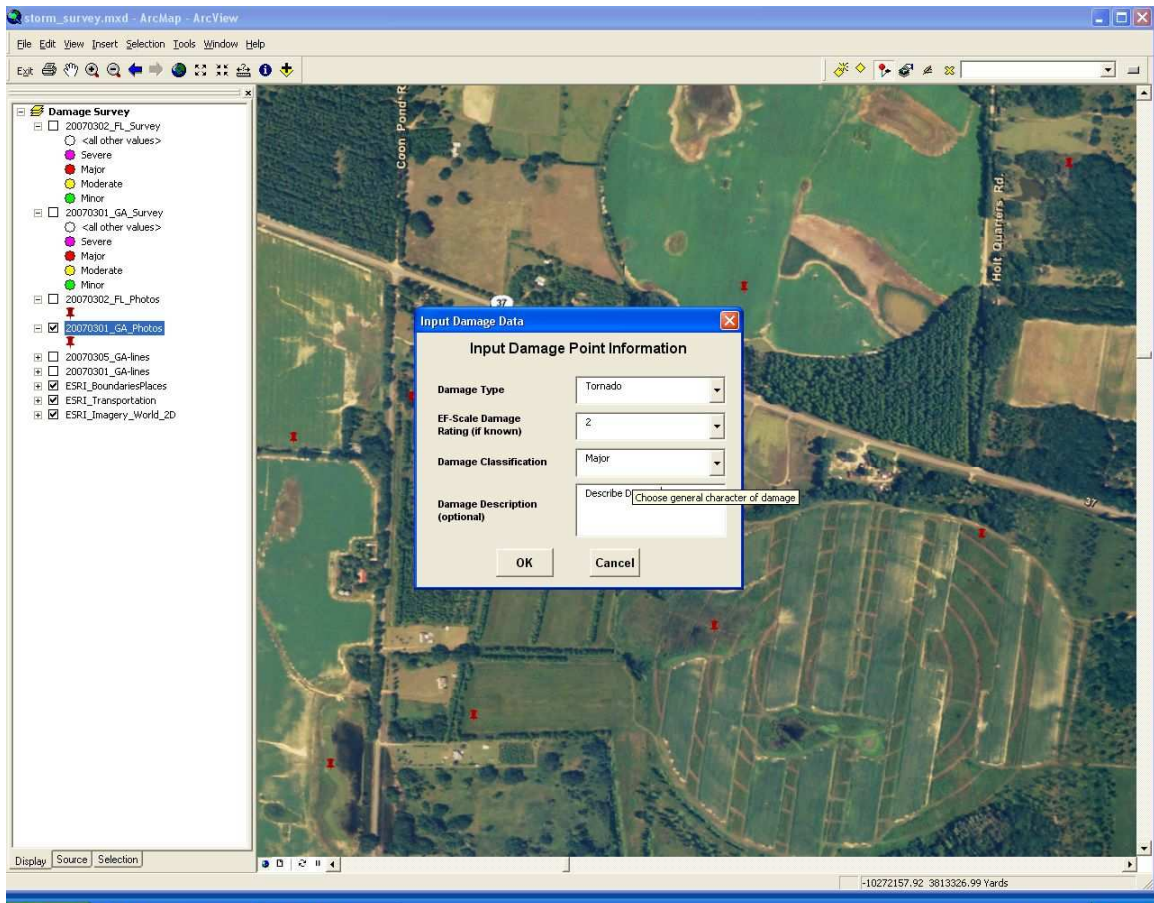 storm_survey.mxd - ArcMap - ArcView
File Edit View Insert Selection Tools Window Help
Exit
Damage Survey
20070302_FL_Survey
<all other values>
Severe
Major
Moderate
Minor
20070301_GA_Survey
<all other values>
Severe
Major
Moderate
Minor
20070302_FL_Photos
20070301_GA_Photos
20070305_GA-lines
20070301_GA-lines
ESRI_BoundariesPlaces
ESRI_Transportation
ESRI_Imagery_World_2D
Coon Pond R
Holt Quarters Rd.
37
Input Damage Data
Input Damage Point Information
Damage Type
Tornado
EF-Scale Damage
Rating (if known)
2
Damage Classification
Major
Damage Description
(optional)
Describe D
Choose general character of damage
OK
Cancel
37
Display
Source
Selection
-10272157.92 3813326.99 Yards